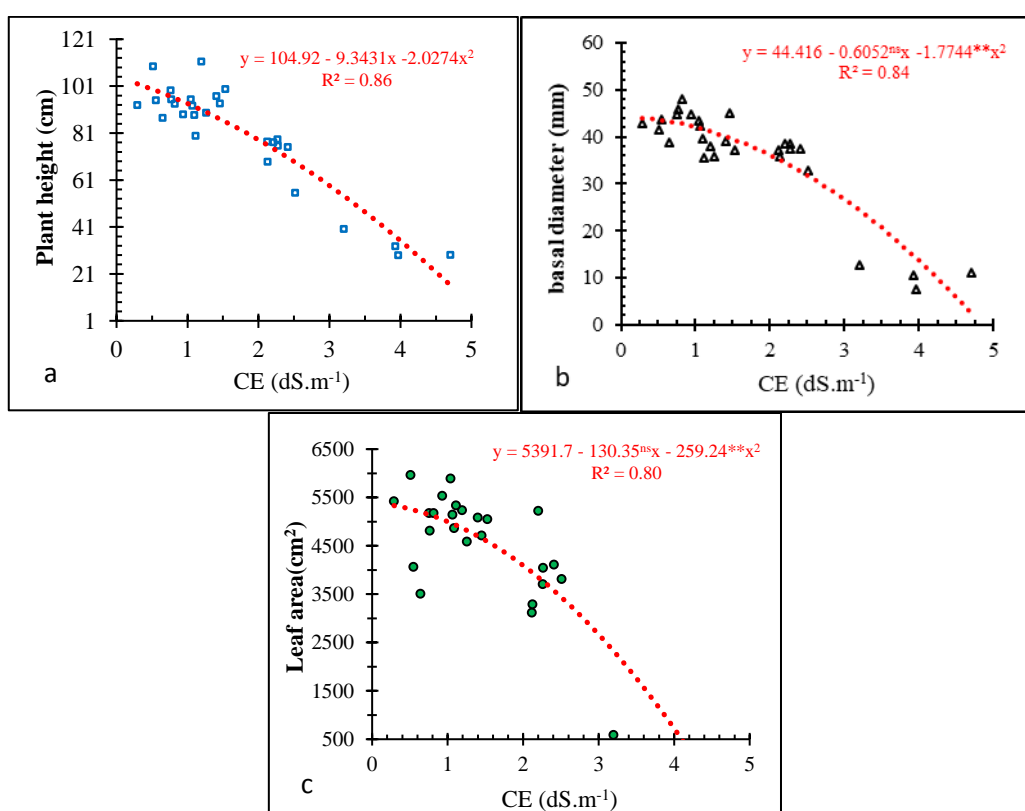 y = 104.92 - 9.3431x -2.0274x²
R² = 0.86
Plant height (cm)
121
101
81
61
41
21
1
0 1 2 3 4 5
CE (dS.m⁻¹)
a
y = 44.416 - 0.6052ⁿˢx -1.7744**x²
R² = 0.84
basal diameter (mm)
60
50
40
30
20
10
0
0 1 2 3 4 5
CE (dS.m⁻¹)
b
y = 5391.7 - 130.35ⁿˢx - 259.24**x²
R² = 0.80
Leaf area(cm²)
6500
5500
4500
3500
2500
1500
500
0 1 2 3 4 5
CE (dS.m⁻¹)
c